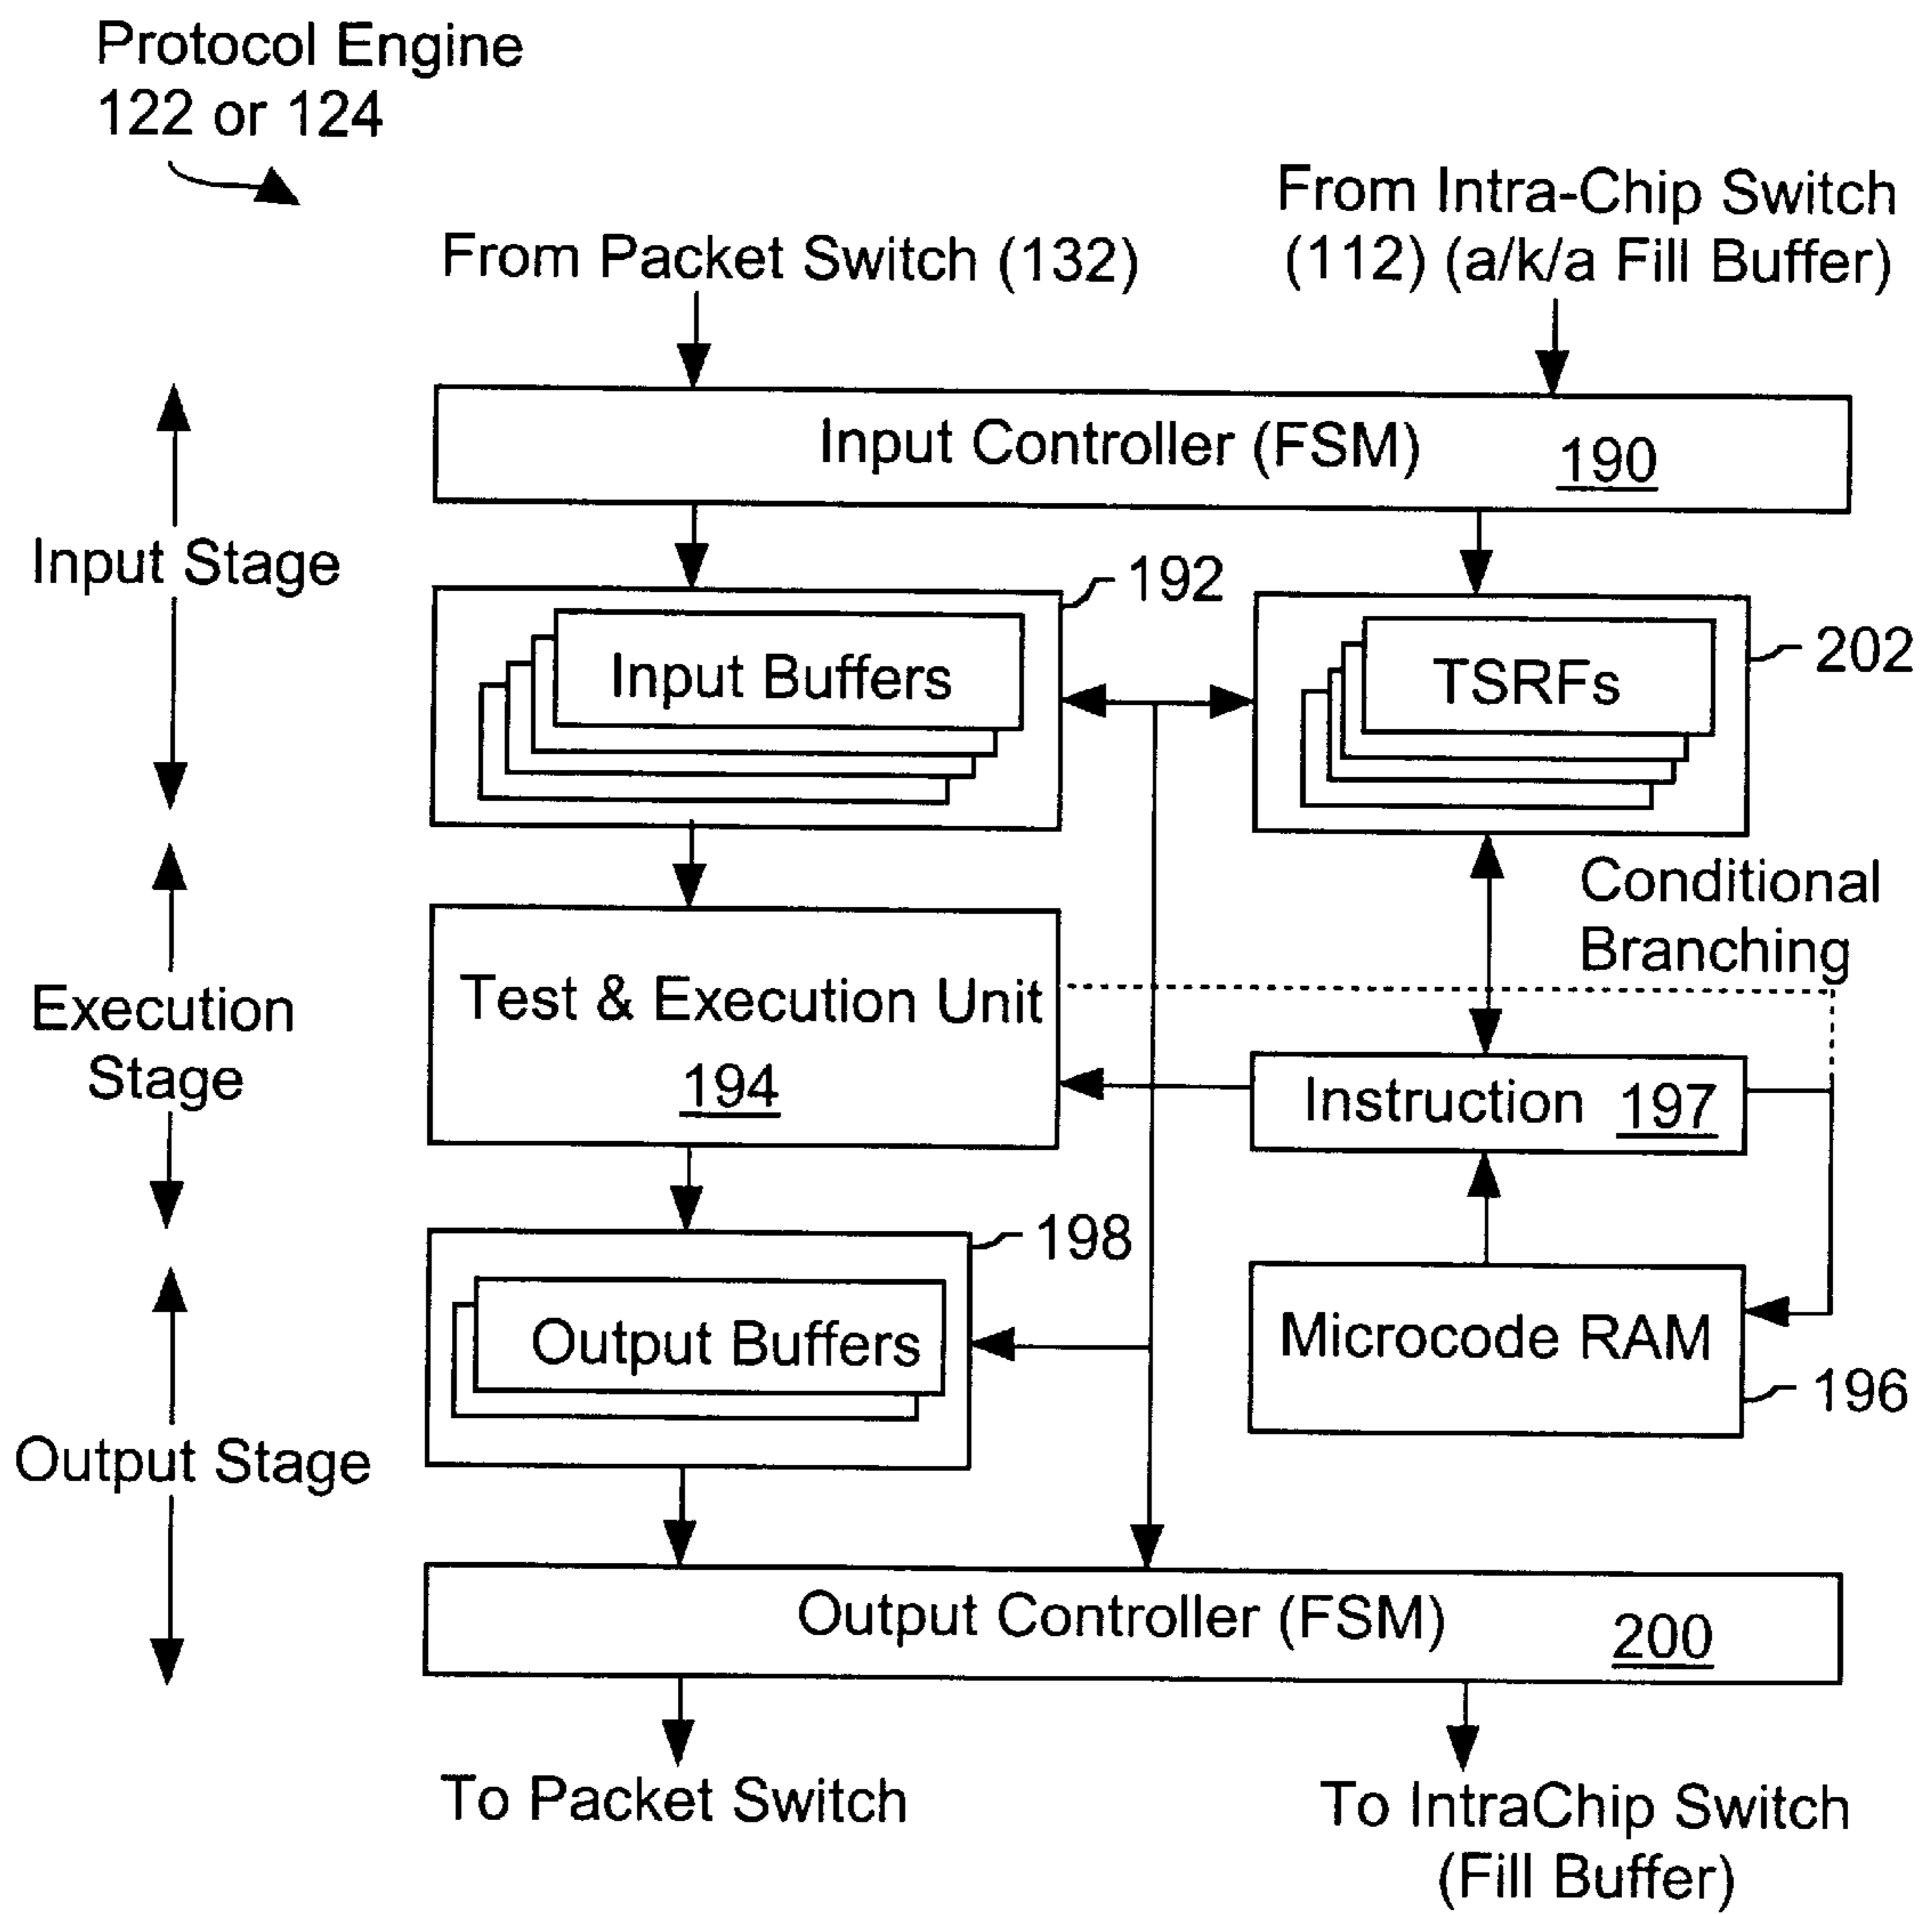 Protocol Engine
122 or 124
From Packet Switch (132)
From Intra-Chip Switch
(112) (a/k/a Fill Buffer)
Input Controller (FSM) 190
Input Stage
192
Input Buffers
202
TSRFs
Conditional
Branching
Execution
Stage
Test & Execution Unit
194
Instruction 197
198
Output Buffers
Microcode RAM
196
Output Stage
Output Controller (FSM) 200
To Packet Switch
To IntraChip Switch
(Fill Buffer)